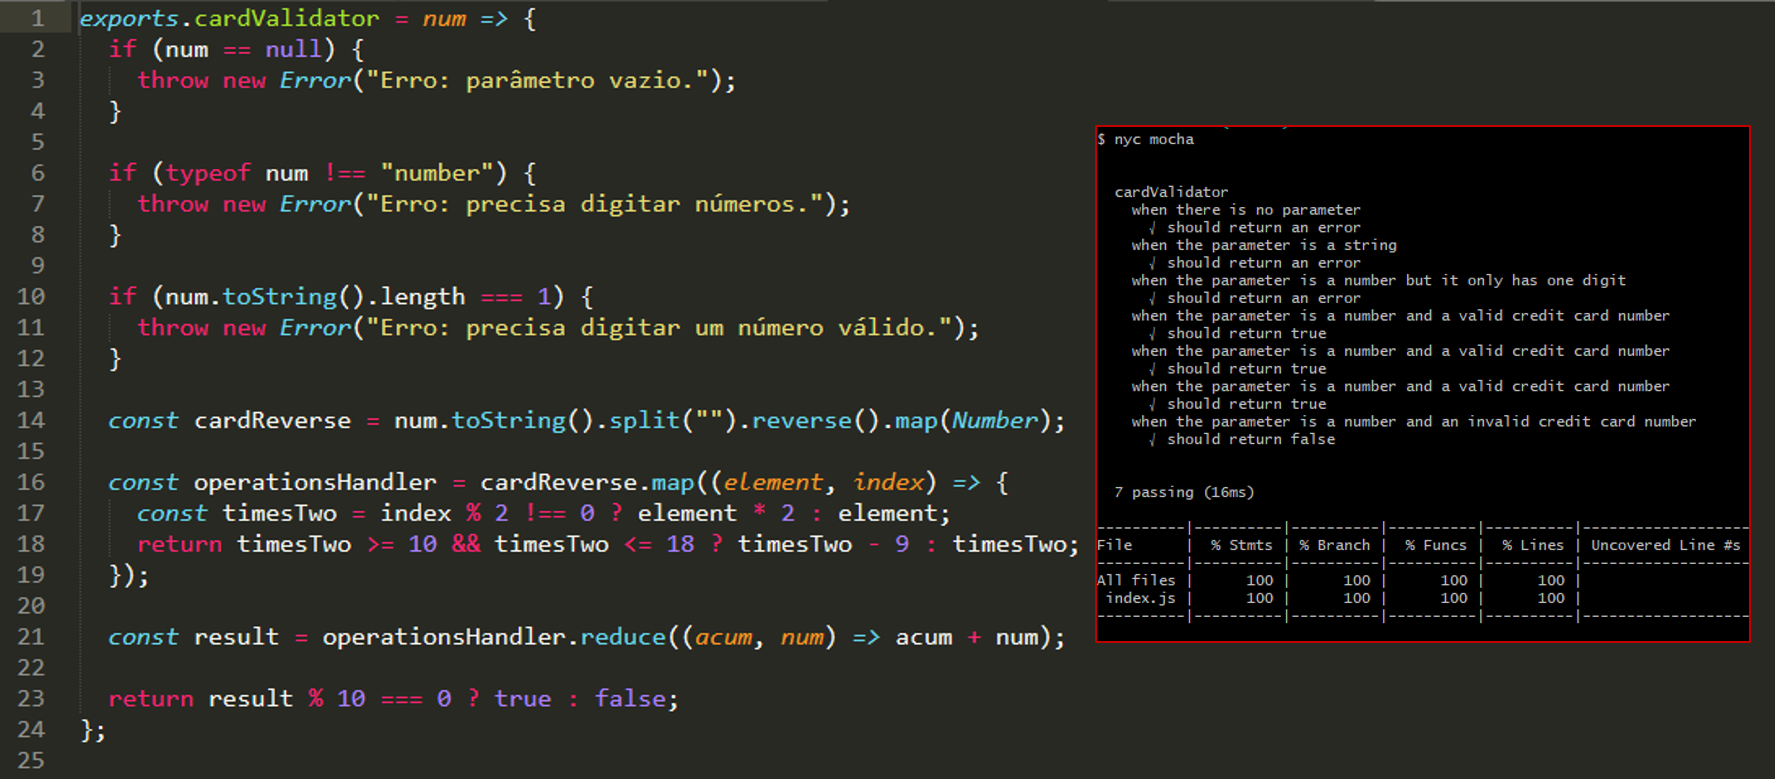 1 exports.cardValidator = num => {
2 if (num == null) {
3 throw new Error("Erro: parâmetro vazio.");
4 }
5
6 if (typeof num !== "number") {
7 throw new Error("Erro: precisa digitar números.");
8 }
9
10 if (num.toString().length === 1) {
11 throw new Error("Erro: precisa digitar um número válido.");
12 }
13
14 const cardReverse = num.toString().split("").reverse().map(Number);
15
16 const operationsHandler = cardReverse.map((element, index) => {
17 const timesTwo = index % 2 !== 0 ? element * 2 : element;
18 return timesTwo >= 10 && timesTwo <= 18 ? timesTwo - 9 : timesTwo;
19 });
20
21 const result = operationsHandler.reduce((acum, num) => acum + num);
22
23 return result % 10 === 0 ? true : false;
24 };
25
$ nyc mocha
cardValidator
when there is no parameter
√ should return an error
when the parameter is a string
√ should return an error
when the parameter is a number but it only has one digit
√ should return an error
when the parameter is a number and a valid credit card number
√ should return true
when the parameter is a number and a valid credit card number
√ should return true
when the parameter is a number and a valid credit card number
√ should return true
when the parameter is a number and an invalid credit card number
√ should return false
7 passing (16ms)
----------|----------|----------|----------|----------|-------------------
File | % Stmts | % Branch | % Funcs | % Lines | Uncovered Line #s
----------|----------|----------|----------|----------|-------------------
All files | 100 | 100 | 100 | 100 |
index.js | 100 | 100 | 100 | 100 |
----------|----------|----------|----------|----------|-------------------